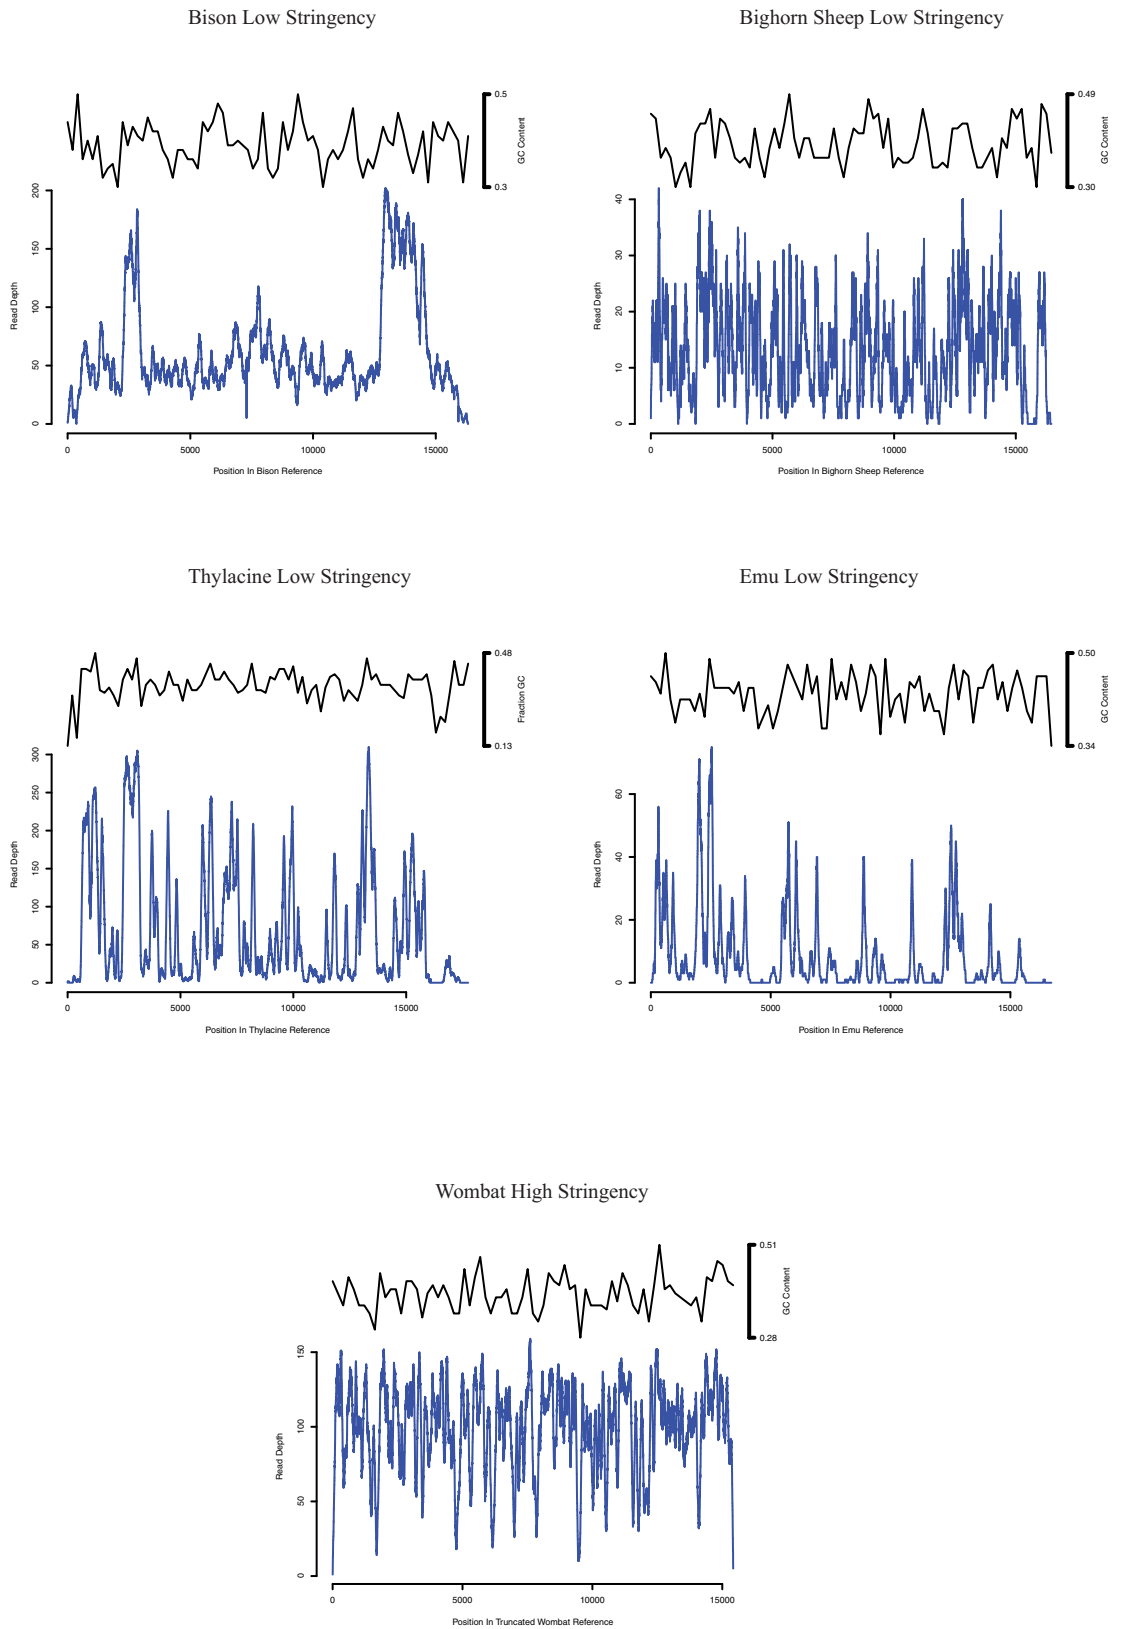 Bison Low Stringency
0.5
GC Content
0.3
200
150
100
50
0
Read Depth
0 5000 10000 15000
Position In Bison Reference
Bighorn Sheep Low Stringency
0.49
GC Content
0.30
40
30
20
10
0
Read Depth
0 5000 10000 15000
Position In Bighorn Sheep Reference
Thylacine Low Stringency
0.48
Fraction GC
0.13
300
250
200
150
100
50
0
Read Depth
0 5000 10000 15000
Position In Thylacine Reference
Emu Low Stringency
0.50
GC Content
0.34
60
40
20
0
Read Depth
0 5000 10000 15000
Position In Emu Reference
Wombat High Stringency
0.51
GC Content
0.28
150
100
50
0
Read Depth
0 5000 10000 15000
Position In Truncated Wombat Reference